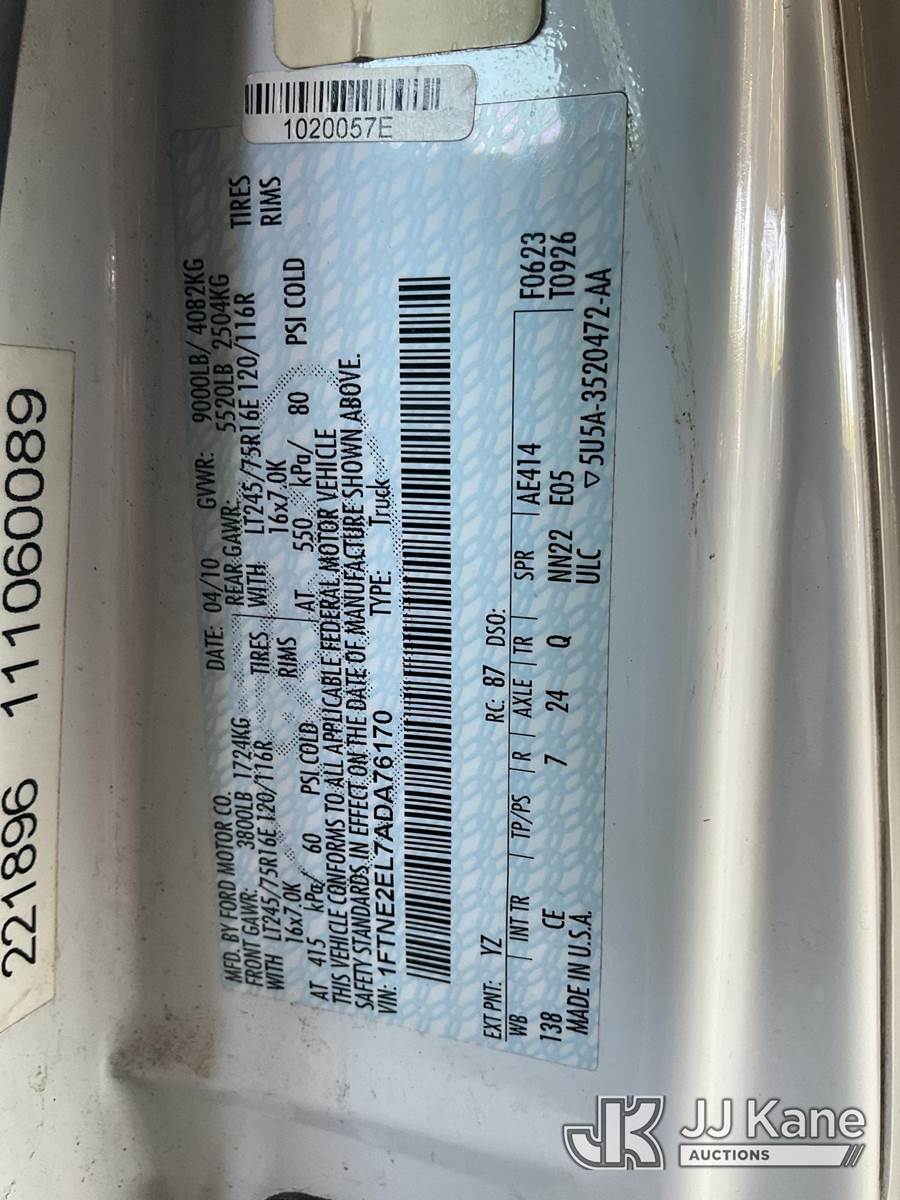 1020057E
221896 111060089
MFD. BY FORD MOTOR CO.
DATE: 04/10 GVWR: 9000LB/ 4082KG
FRONT GAWR: 3800LB 1724KG REAR GAWR: 5520LB 2504KG
WITH LT245/75R16E 120/116R TIRES WITH LT245/75R16E 120/116R TIRES
16x7.0K RIMS 16x7.0K RIMS
AT 415 kPa/ 60 PSI COLD AT 550 kPa/ 80 PSI COLD
THIS VEHICLE CONFORMS TO ALL APPLICABLE FEDERAL MOTOR VEHICLE
SAFETY STANDARDS IN EFFECT ON THE DATE OF MANUFACTURE SHOWN ABOVE.
VIN: 1FTNE2EL7ADA76170 TYPE: Truck
EXT PNT: YZ RC: 87 DSO: F0623
WB INT TR TP/PS R AXLE TR SPR AE414 T0926
138 CE 7 24 Q NN22 E05
MADE IN U.S.A. ULC ▽5U5A-3520472-AA
JK JJ Kane
AUCTIONS